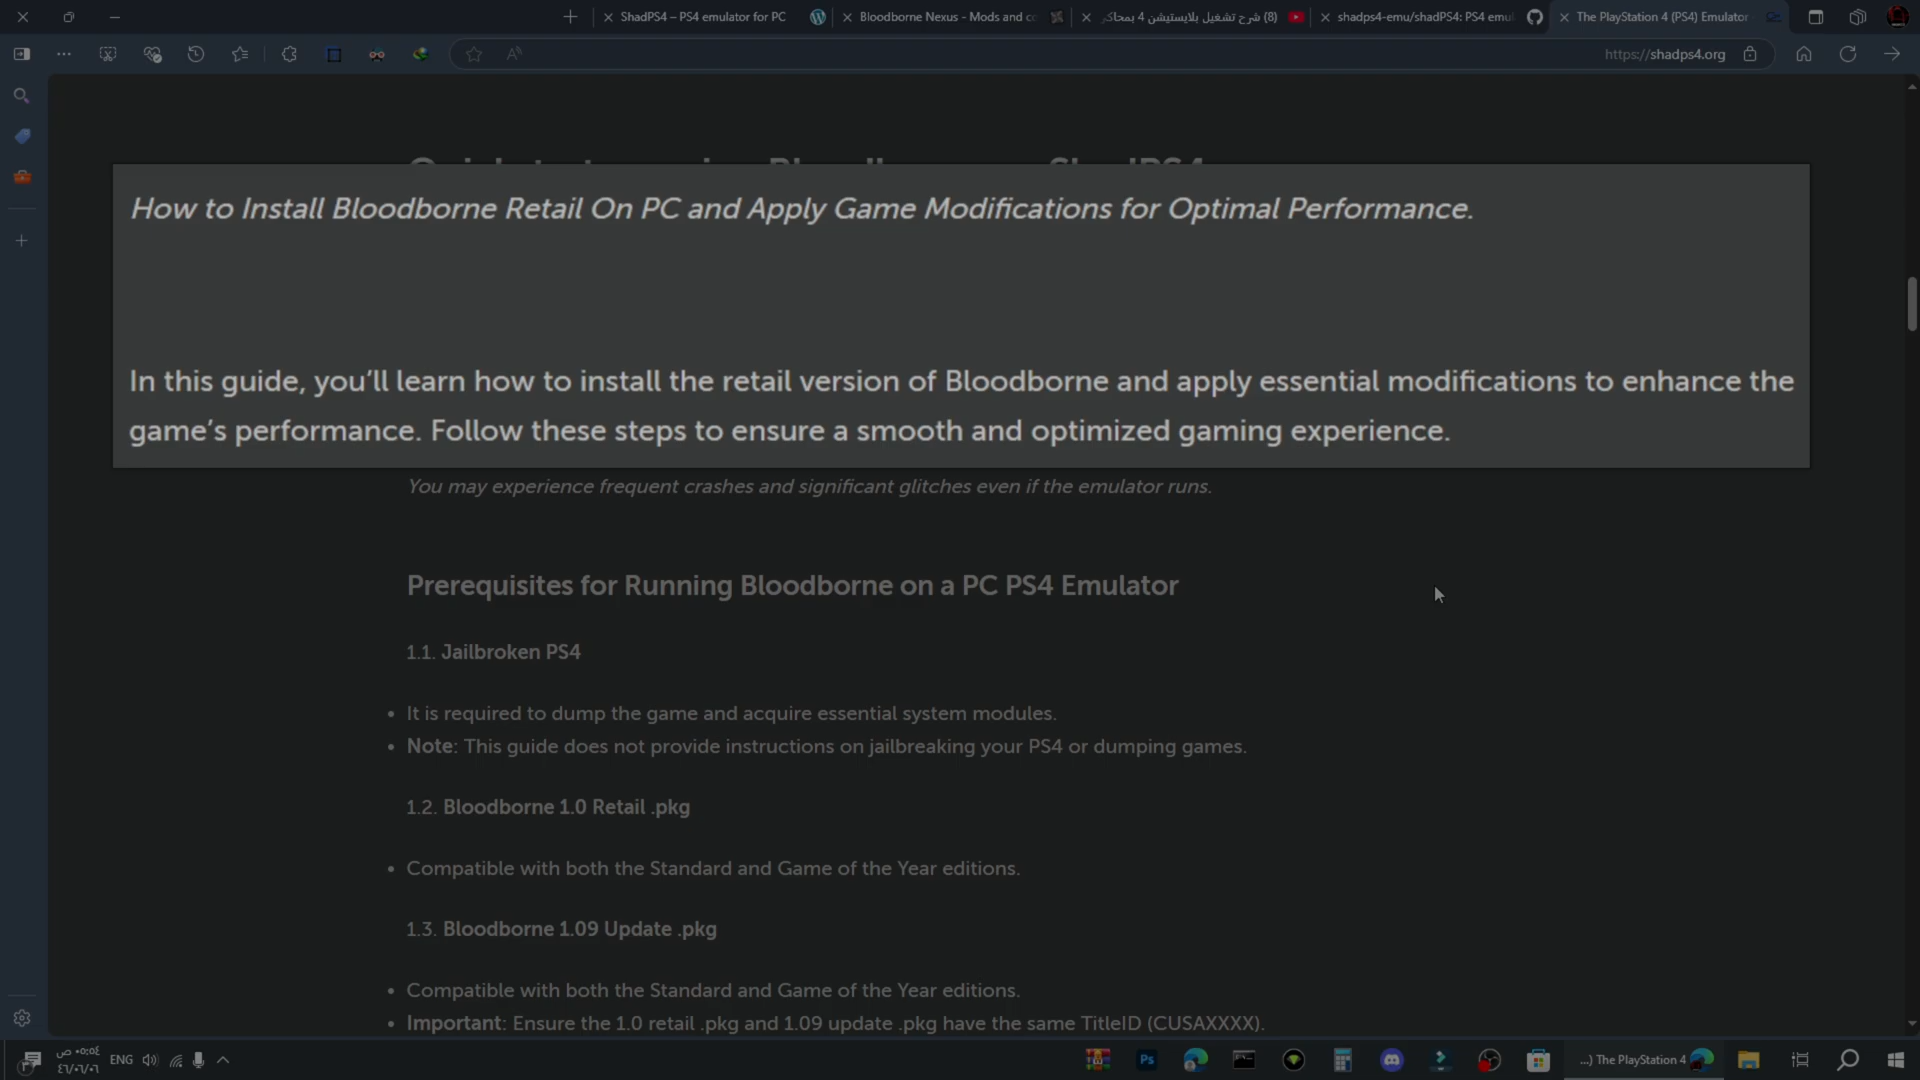 ShadPS4 – PS4 emulator for PC
Bloodborne Nexus - Mods and co
(8) شرح تشغيل بلايستيشن 4 بمحاكي
shadps4-emu/shadPS4: PS4 emul
The PlayStation 4 (PS4) Emulator
https://shadps4.org
How to Install Bloodborne Retail On PC and Apply Game Modifications for Optimal Performance.
In this guide, you’ll learn how to install the retail version of Bloodborne and apply essential modifications to enhance the
game’s performance. Follow these steps to ensure a smooth and optimized gaming experience.
You may experience frequent crashes and significant glitches even if the emulator runs.
Prerequisites for Running Bloodborne on a PC PS4 Emulator
1.1. Jailbroken PS4
• It is required to dump the game and acquire essential system modules.
• Note: This guide does not provide instructions on jailbreaking your PS4 or dumping games.
1.2. Bloodborne 1.0 Retail .pkg
• Compatible with both the Standard and Game of the Year editions.
1.3. Bloodborne 1.09 Update .pkg
• Compatible with both the Standard and Game of the Year editions.
• Important: Ensure the 1.0 retail .pkg and 1.09 update .pkg have the same TitleID (CUSAXXXX).
ENG
Ps
...) The PlayStation 4